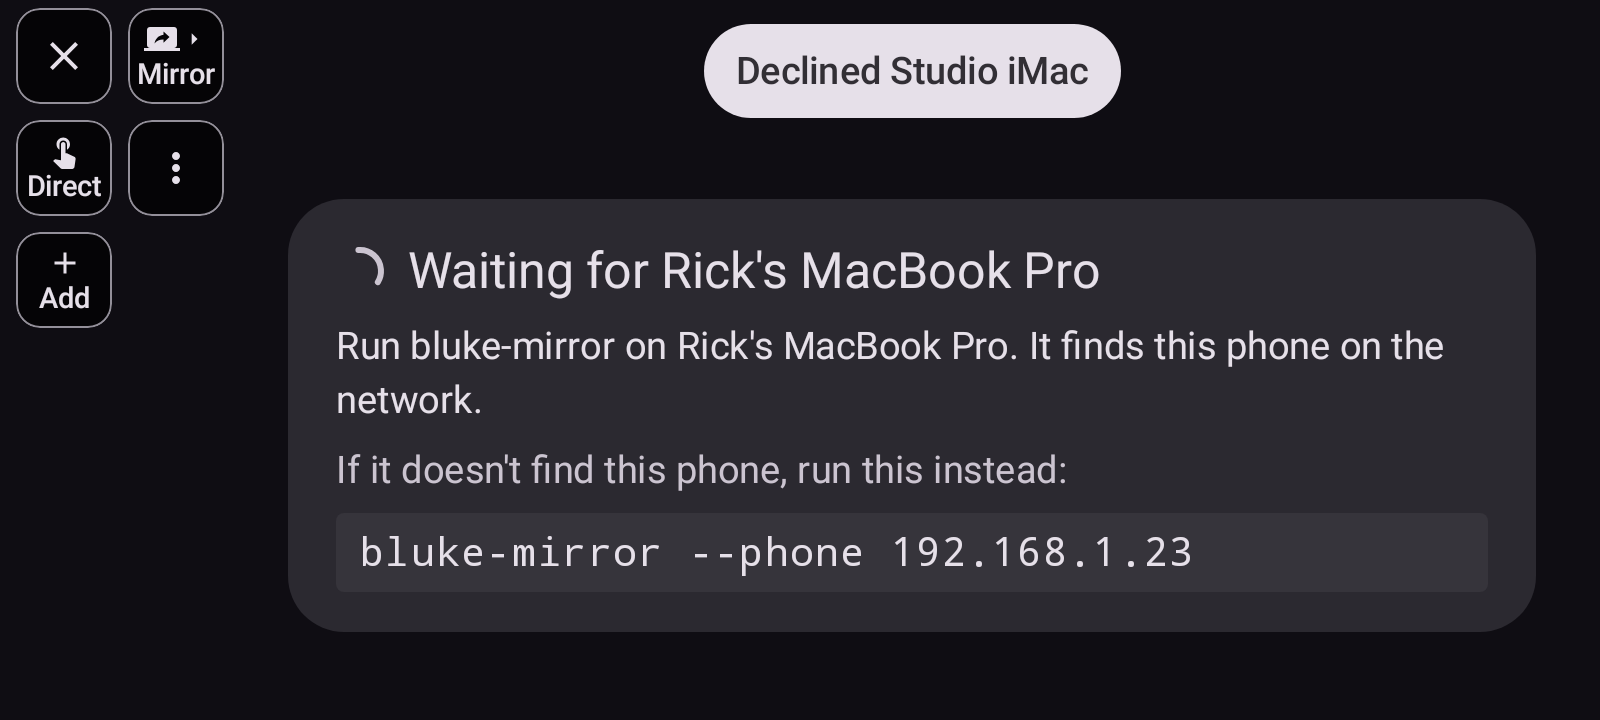 Mirror
Declined Studio iMac
Direct
Add
Waiting for Rick's MacBook Pro
Run bluke-mirror on Rick's MacBook Pro. It finds this phone on the
network.
If it doesn't find this phone, run this instead:
bluke-mirror --phone 192.168.1.23